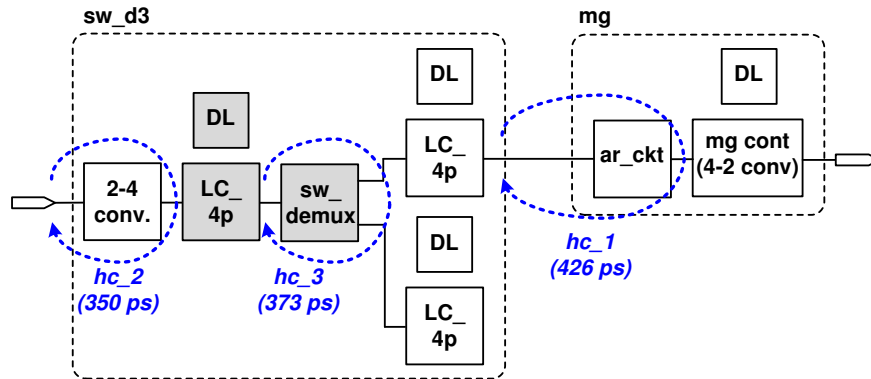 sw_d3
mg
DL
DL
DL
2-4
conv.
LC_
4p
sw_
demux
LC_
4p
ar_ckt
mg cont
(4-2 conv)
DL
hc_2
(350 ps)
hc_3
(373 ps)
hc_1
(426 ps)
LC_
4p